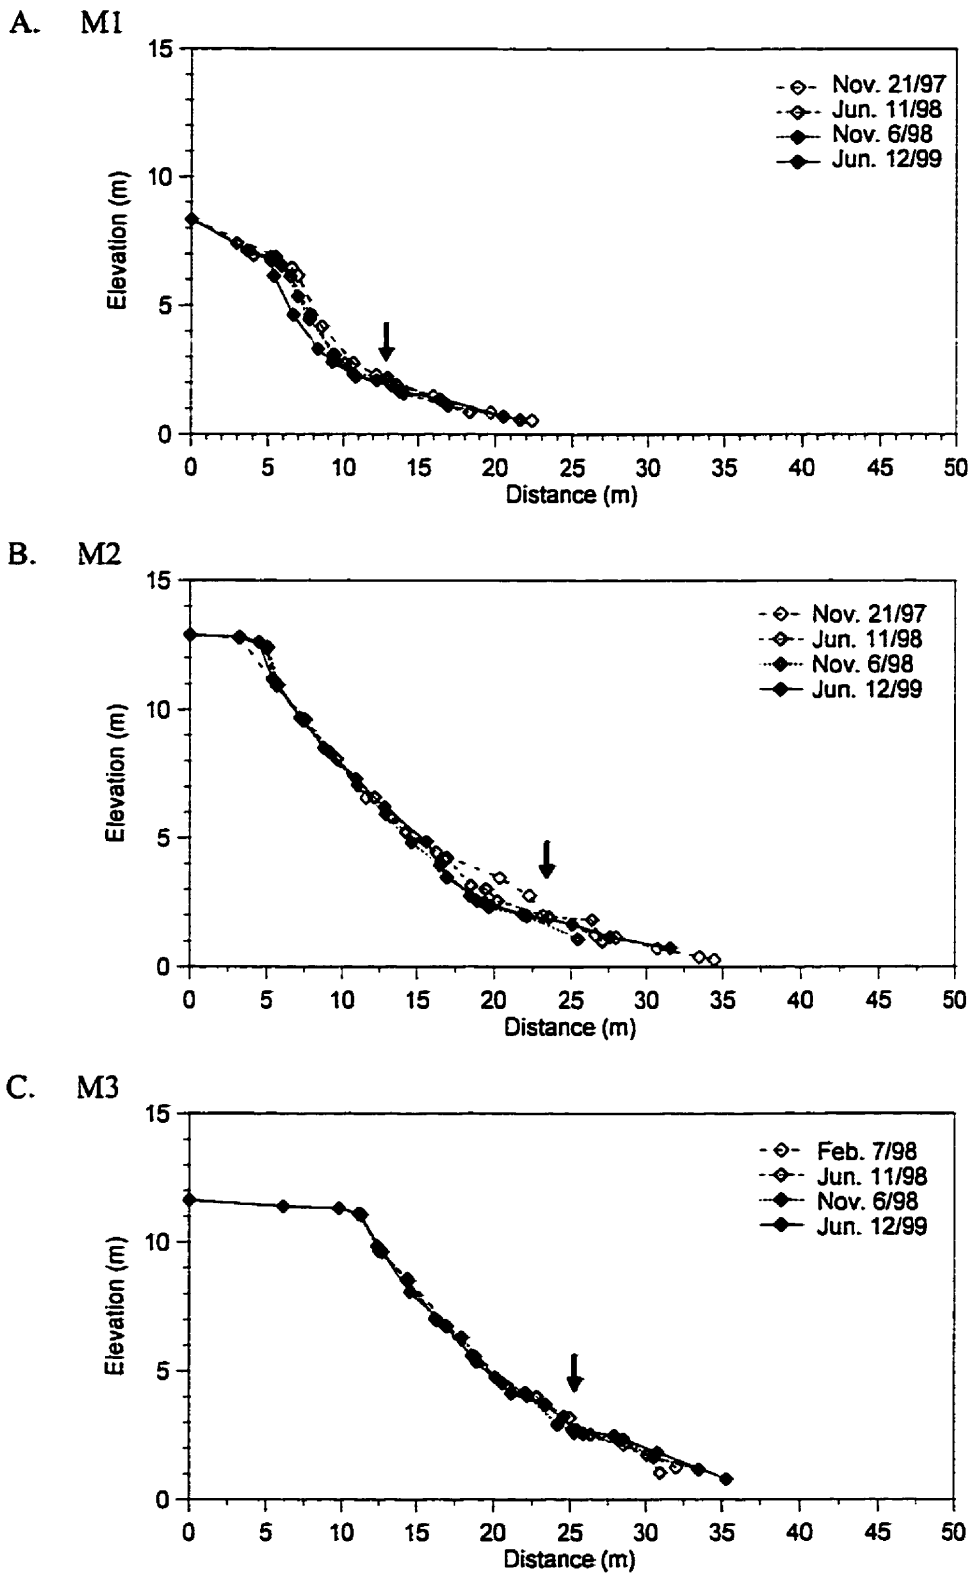 A. M1
15
10
5
0
Elevation (m)
Nov. 21/97
Jun. 11/98
Nov. 6/98
Jun. 12/99
0 5 10 15 20 25 30 35 40 45 50
Distance (m)
B. M2
15
10
5
0
Elevation (m)
Nov. 21/97
Jun. 11/98
Nov. 6/98
Jun. 12/99
0 5 10 15 20 25 30 35 40 45 50
Distance (m)
C. M3
15
10
5
0
Elevation (m)
Feb. 7/98
Jun. 11/98
Nov. 6/98
Jun. 12/99
0 5 10 15 20 25 30 35 40 45 50
Distance (m)